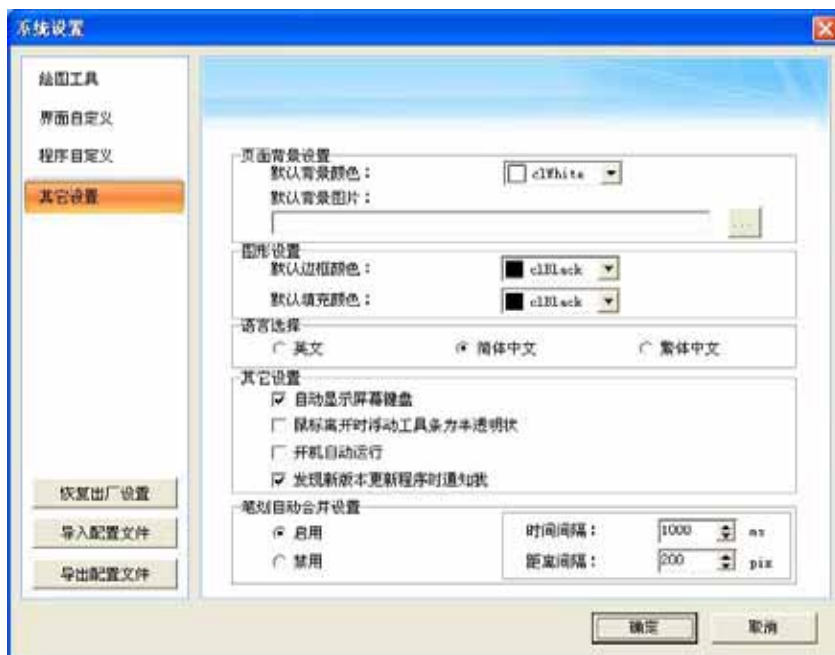 系统设置
绘图工具
界面自定义
程序自定义
其它设置
恢复出厂设置
导入配置文件
导出配置文件
页面背景设置
默认背景颜色：
clWhite
默认背景图片：
...
图形设置
默认边框颜色：
clBlack
默认填充颜色：
clBlack
语言选择
英文 简体中文 繁体中文
其它设置
自动显示屏幕键盘
鼠标离开时浮动工具条为半透明状
开机自动运行
发现新版本更新程序时通知我
笔划自动合并设置
启用
禁用
时间间隔： 1000 ms
距离间隔： 200 pix
确定 取消